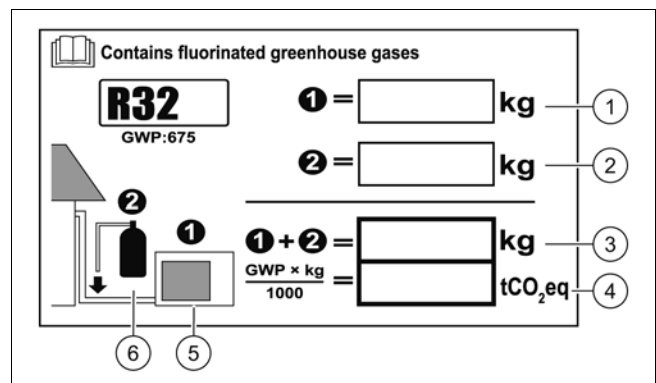 Contains fluorinated greenhouse gases
R32
GWP:675
❶= kg 1
❷= kg 2
❷
❶
❶+❷= kg 3
GWP × kg
1000
= tCO₂eq 4
6 5